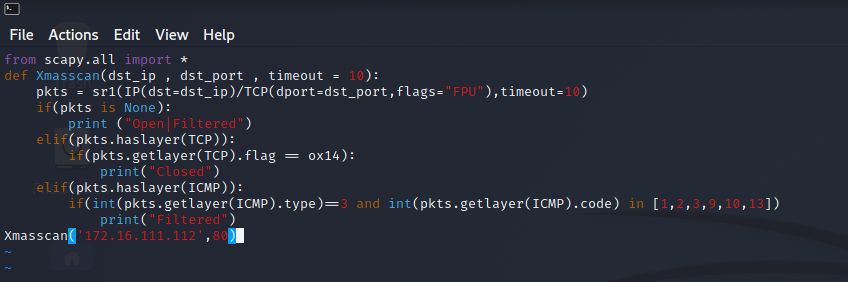 File Actions Edit View Help
from scapy.all import *
def Xmasscan(dst_ip , dst_port , timeout = 10):
    pkts = sr1(IP(dst=dst_ip)/TCP(dport=dst_port,flags="FPU"),timeout=10)
    if(pkts is None):
        print ("Open|Filtered")
    elif(pkts.haslayer(TCP)):
        if(pkts.getlayer(TCP).flag == ox14):
            print("Closed")
    elif(pkts.haslayer(ICMP)):
        if(int(pkts.getlayer(ICMP).type)==3 and int(pkts.getlayer(ICMP).code) in [1,2,3,9,10,13])
            print("Filtered")
Xmasscan('172.16.111.112',80)
~
~